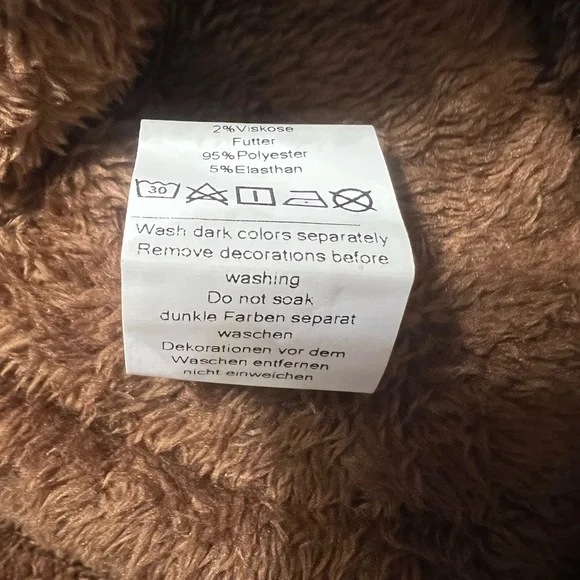 2%Viskose
Futter
95%Polyester
5%Elasthan
30
Wash dark colors separately
Remove decorations before
washing
Do not soak
dunkle Farben separat
waschen
Dekorationen vor dem
Waschen entfernen
nicht einweichen